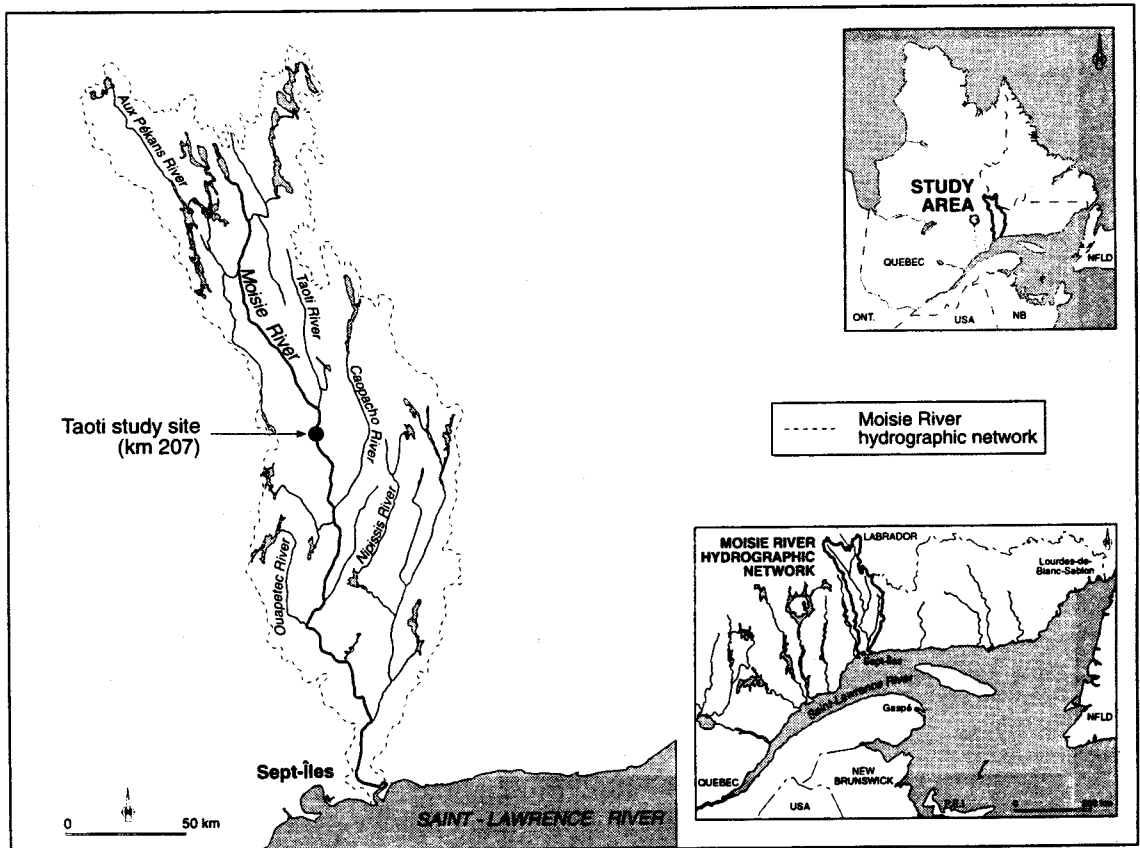 Aux Pékans River
Moisie River
Taoti River
Caopacho River
Taoti study site
(km 207)
Nipissis River
Ouapetec River
Sept-Îles
SAINT-LAWRENCE RIVER
N
0 50 km
STUDY
AREA
QUEBEC
NFLD
ONT.
USA
NB
Moisie River
hydrographic network
MOISIE RIVER
HYDROGRAPHIC
NETWORK
LABRADOR
Lourdes-de-
Blanc-Sablon
Sept-Îles
Saint-Lawrence River
Gaspé
NFLD
QUEBEC
NEW
BRUNSWICK
USA
P.E.I.
0